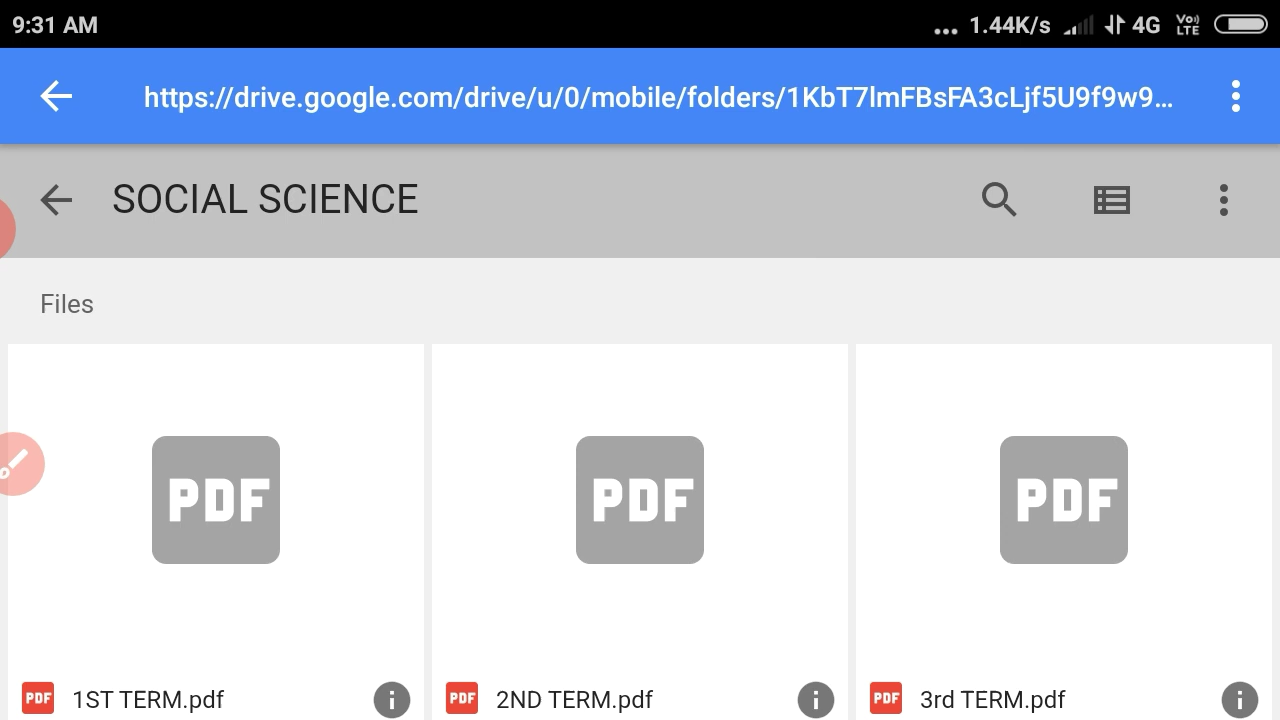 9:31 AM
... 1.44K/s 4G Vo)) LTE
https://drive.google.com/drive/u/0/mobile/folders/1KbT7lmFBsFA3cLjf5U9f9w9...
SOCIAL SCIENCE
Files
PDF PDF PDF
PDF 1ST TERM.pdf i PDF 2ND TERM.pdf i PDF 3rd TERM.pdf i